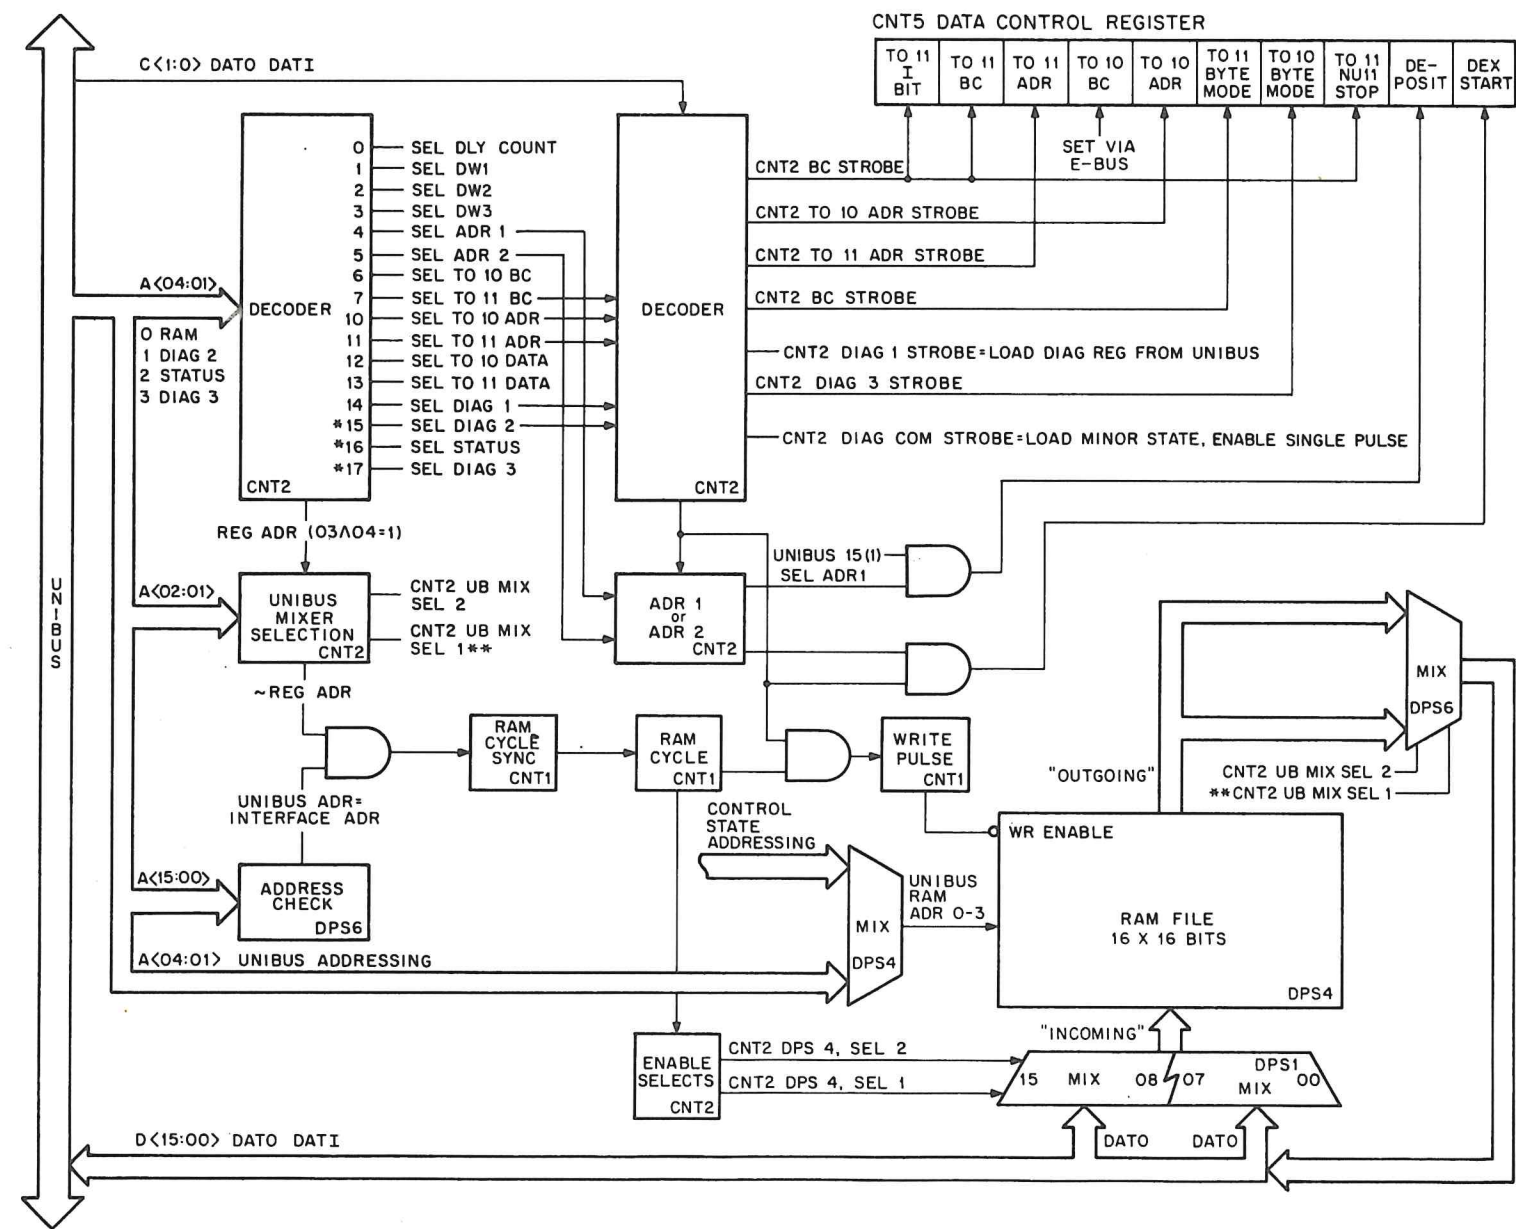 CNT5 DATA CONTROL REGISTER
TO 11 I BIT
TO 11 BC
TO 11 ADR
TO 10 BC
TO 10 ADR
TO 11 BYTE MODE
TO 10 BYTE MODE
TO 11 NU11 STOP
DE-POSIT
DEX START
C<1:0> DATO DATI
0 SEL DLY COUNT
1 SEL DW1
2 SEL DW2
3 SEL DW3
4 SEL ADR 1
5 SEL ADR 2
6 SEL TO 10 BC
7 SEL TO 11 BC
10 SEL TO 10 ADR
11 SEL TO 11 ADR
12 SEL TO 10 DATA
13 SEL TO 11 DATA
14 SEL DIAG 1
*15 SEL DIAG 2
*16 SEL STATUS
*17 SEL DIAG 3
DECODER
CNT2
A<04:01>
0 RAM
1 DIAG 2
2 STATUS
3 DIAG 3
DECODER
CNT2
SET VIA
E-BUS
CNT2 BC STROBE
CNT2 TO 10 ADR STROBE
CNT2 TO 11 ADR STROBE
CNT2 BC STROBE
CNT2 DIAG 1 STROBE=LOAD DIAG REG FROM UNIBUS
CNT2 DIAG 3 STROBE
CNT2 DIAG COM STROBE=LOAD MINOR STATE, ENABLE SINGLE PULSE
REG ADR (03∧04=1)
UNIBUS
A<02:01>
UNIBUS
MIXER
SELECTION
CNT2
CNT2 UB MIX
SEL 2
CNT2 UB MIX
SEL 1**
ADR 1
or
ADR 2
CNT2
UNIBUS 15(1)
SEL ADR1
~REG ADR
RAM
CYCLE
SYNC
CNT1
RAM
CYCLE
CNT1
WRITE
PULSE
CNT1
UNIBUS ADR=
INTERFACE ADR
A<15:00>
ADDRESS
CHECK
DPS6
A<04:01> UNIBUS ADDRESSING
CONTROL
STATE
ADDRESSING
MIX
DPS4
UNIBUS
RAM
ADR 0-3
"OUTGOING"
MIX
DPS6
CNT2 UB MIX SEL 2
**CNT2 UB MIX SEL 1
WR ENABLE
RAM FILE
16 X 16 BITS
DPS4
"INCOMING"
ENABLE
SELECTS
CNT2
CNT2 DPS 4, SEL 2
CNT2 DPS 4, SEL 1
15 MIX 08
07 MIX 00
DPS1
DATO
DATO
D<15:00> DATO DATI